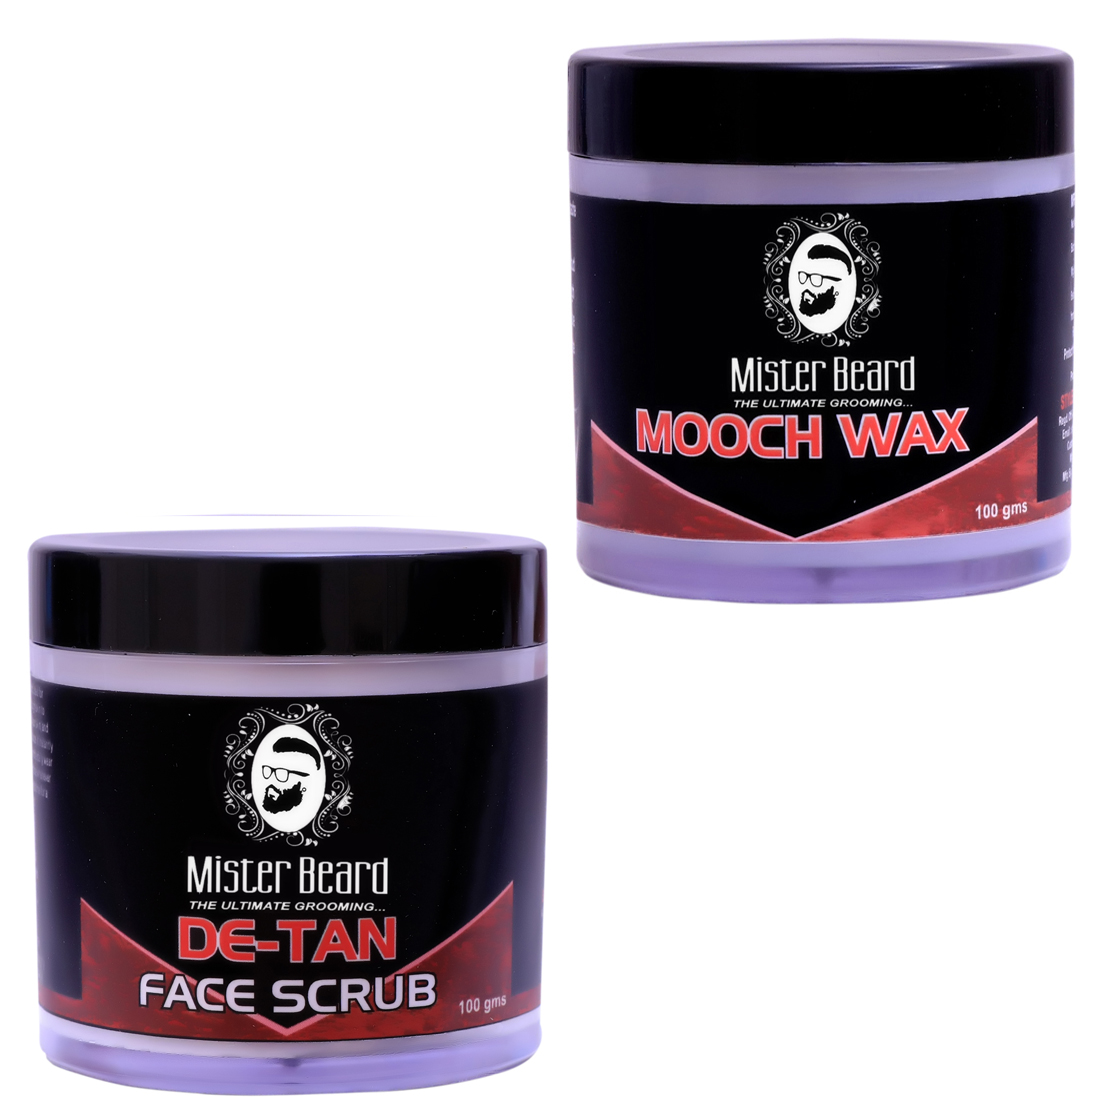 Mister Beard
THE ULTIMATE GROOMING...
MOOCH WAX
100 gms
Mister Beard
THE ULTIMATE GROOMING...
DE-TAN
FACE SCRUB
100 gms